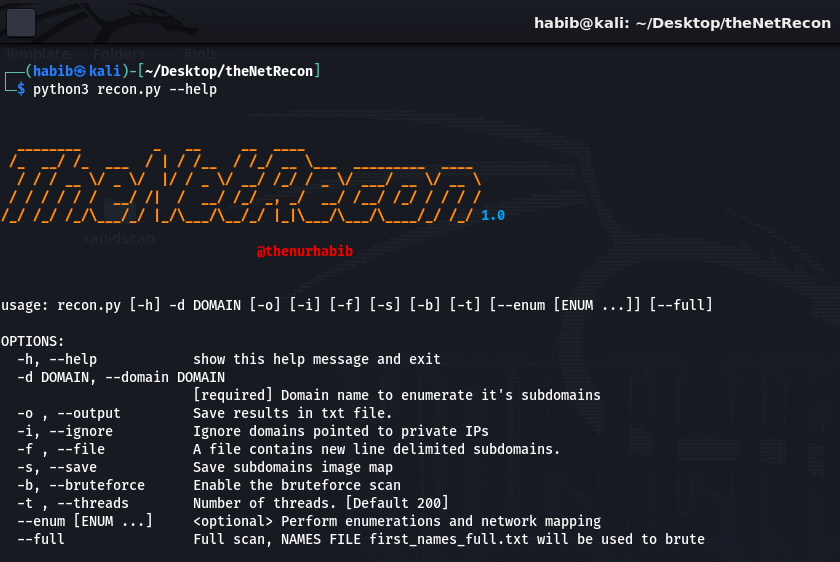 habib@kali: ~/Desktop/theNetRecon
Template- Folders Tools
┌──(habib㉿kali)-[~/Desktop/theNetRecon]
└─$ python3 recon.py --help
TheNetRecon
1.0
rapidscan
@thenurhabib
usage: recon.py [-h] -d DOMAIN [-o] [-i] [-f] [-s] [-b] [-t] [--enum [ENUM ...]] [--full]
OPTIONS:
-h, --help show this help message and exit
-d DOMAIN, --domain DOMAIN
[required] Domain name to enumerate it's subdomains
-o , --output Save results in txt file.
-i, --ignore Ignore domains pointed to private IPs
-f , --file A file contains new line delimited subdomains.
-s, --save Save subdomains image map
-b, --bruteforce Enable the bruteforce scan
-t , --threads Number of threads. [Default 200]
--enum [ENUM ...] <optional> Perform enumerations and network mapping
--full Full scan, NAMES FILE first_names_full.txt will be used to brute